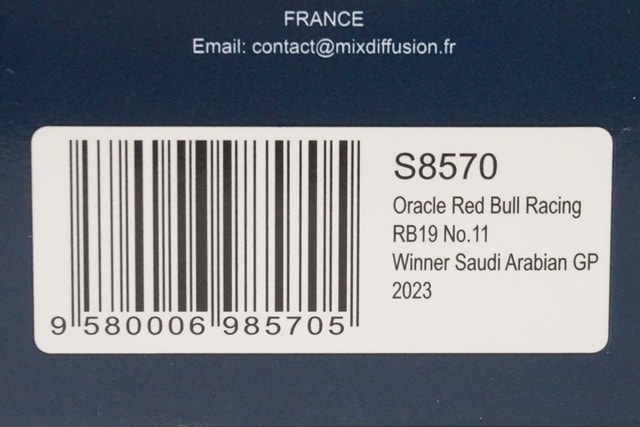 FRANCE
Email: contact@mixdiffusion.fr
S8570
Oracle Red Bull Racing
RB19 No.11
Winner Saudi Arabian GP
2023
9 580006 985705